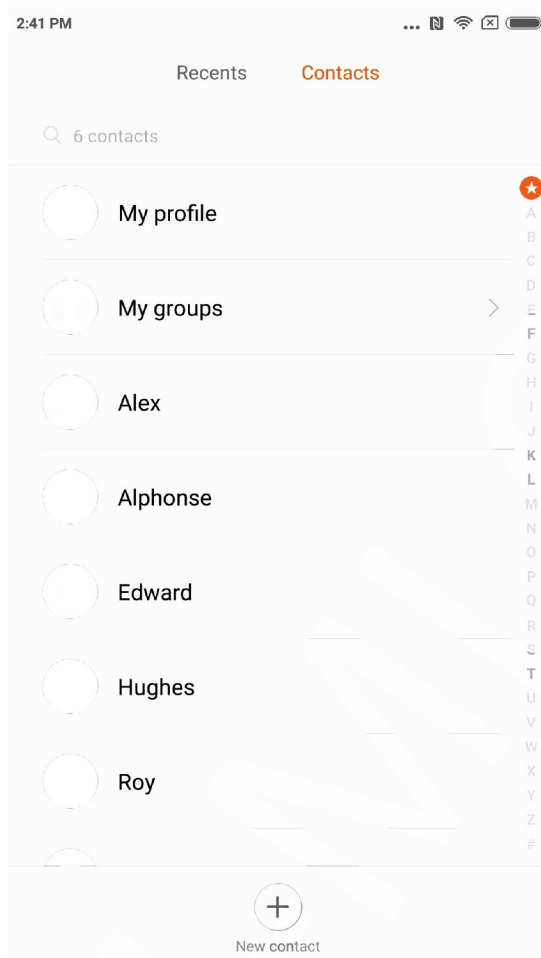 2:41 PM
Recents Contacts
6 contacts
My profile
My groups
Alex
Alphonse
Edward
Hughes
Roy
A
B
C
D
E
F
G
H
I
J
K
L
M
N
O
P
Q
R
S
T
U
V
W
X
Y
Z
#
New contact